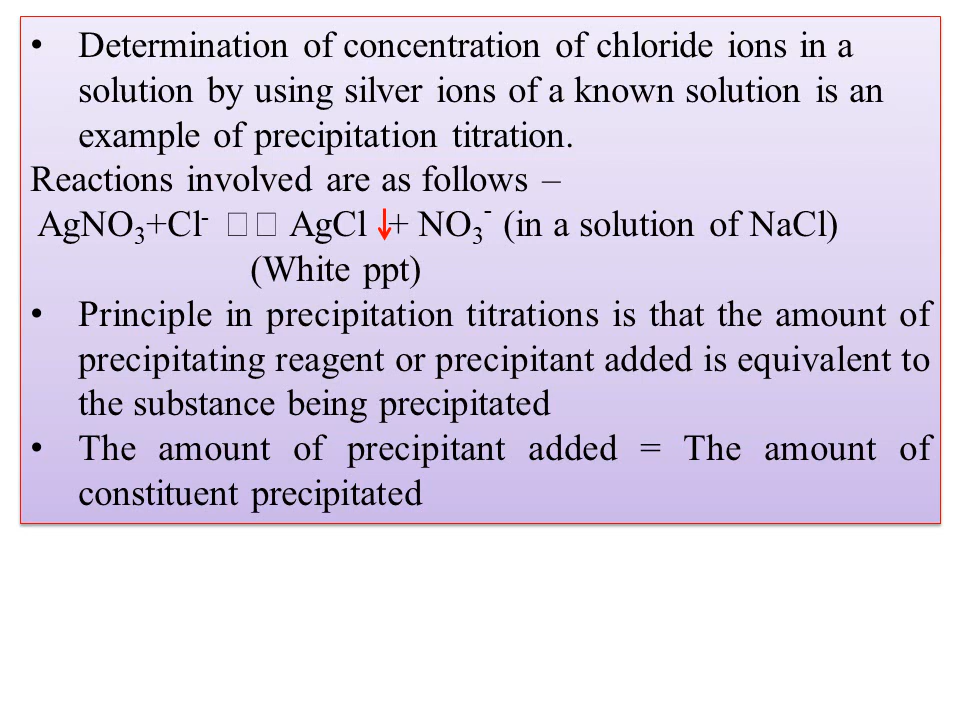 • Determination of concentration of chloride ions in a
solution by using silver ions of a known solution is an
example of precipitation titration.
Reactions involved are as follows –
AgNO₃+Cl⁻ □□ AgCl ↓+ NO₃⁻ (in a solution of NaCl)
(White ppt)
• Principle in precipitation titrations is that the amount of
precipitating reagent or precipitant added is equivalent to
the substance being precipitated
• The amount of precipitant added = The amount of
constituent precipitated